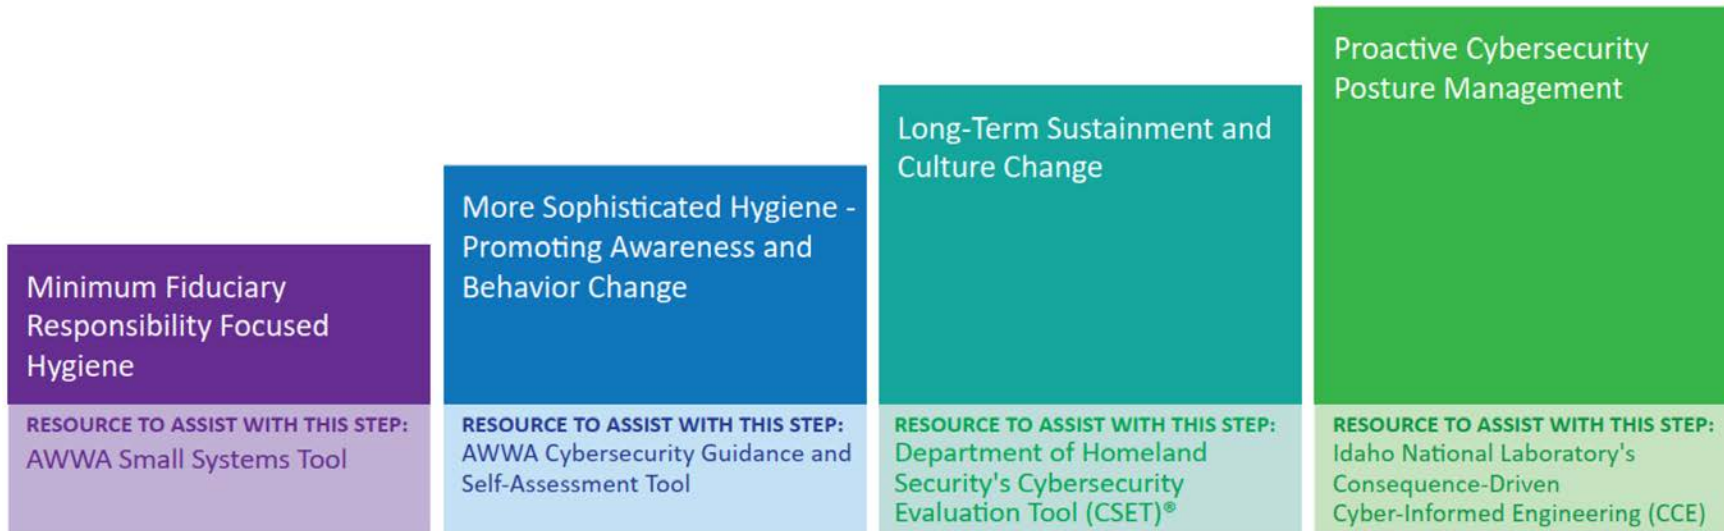 Minimum Fiduciary
Responsibility Focused
Hygiene
RESOURCE TO ASSIST WITH THIS STEP:
AWWA Small Systems Tool
More Sophisticated Hygiene -
Promoting Awareness and
Behavior Change
RESOURCE TO ASSIST WITH THIS STEP:
AWWA Cybersecurity Guidance and
Self-Assessment Tool
Long-Term Sustainment and
Culture Change
RESOURCE TO ASSIST WITH THIS STEP:
Department of Homeland
Security's Cybersecurity
Evaluation Tool (CSET)®
Proactive Cybersecurity
Posture Management
RESOURCE TO ASSIST WITH THIS STEP:
Idaho National Laboratory's
Consequence-Driven
Cyber-Informed Engineering (CCE)